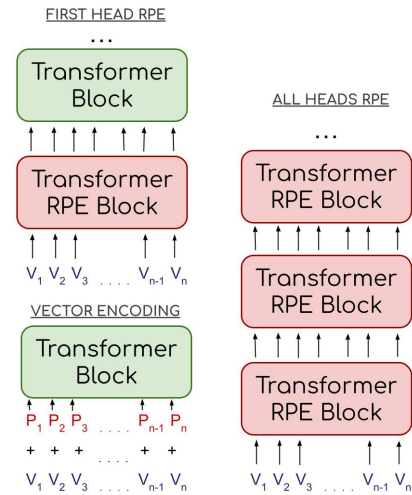 FIRST HEAD RPE
...
Transformer
Block
Transformer
RPE Block
V1 V2 V3 .... Vn-1 Vn
VECTOR ENCODING
Transformer
Block
P1 P2 P3 .... Pn-1 Pn
+ + + .... + +
V1 V2 V3 .... Vn-1 Vn
ALL HEADS RPE
...
Transformer
RPE Block
Transformer
RPE Block
Transformer
RPE Block
V1 V2 V3 .... Vn-1 Vn